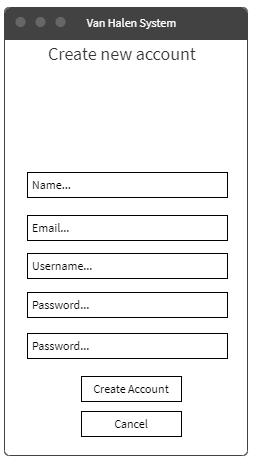 Van Halen System
Create new account
Name...
Email...
Username...
Password...
Password...
Create Account
Cancel